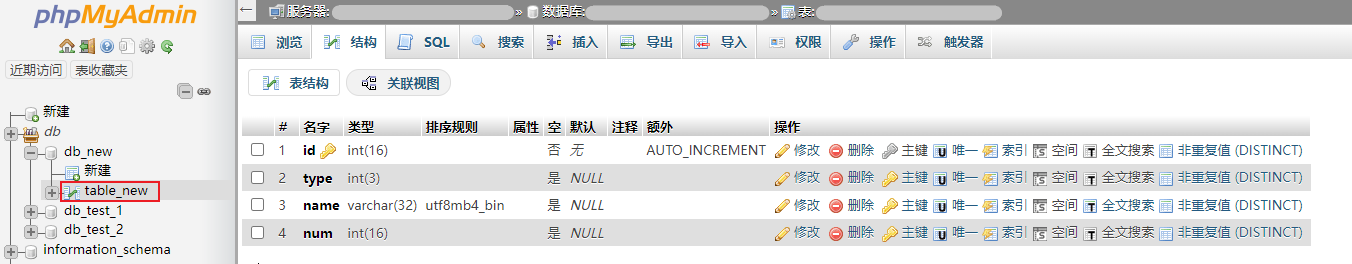 phpMyAdmin
近期访问 表收藏夹
新建
db
db_new
新建
table_new
db_test_1
db_test_2
information_schema
服务器: » 数据库: » 表:
浏览 结构 SQL 搜索 插入 导出 导入 权限 操作 触发器
表结构 关联视图
# 名字 类型 排序规则 属性 空 默认 注释 额外 操作
1 id int(16) 否 无 AUTO_INCREMENT 修改 删除 主键 唯一 索引 空间 全文搜索 非重复值 (DISTINCT)
2 type int(3) 是 NULL 修改 删除 主键 唯一 索引 空间 全文搜索 非重复值 (DISTINCT)
3 name varchar(32) utf8mb4_bin 是 NULL 修改 删除 主键 唯一 索引 空间 全文搜索 非重复值 (DISTINCT)
4 num int(16) 是 NULL 修改 删除 主键 唯一 索引 空间 全文搜索 非重复值 (DISTINCT)